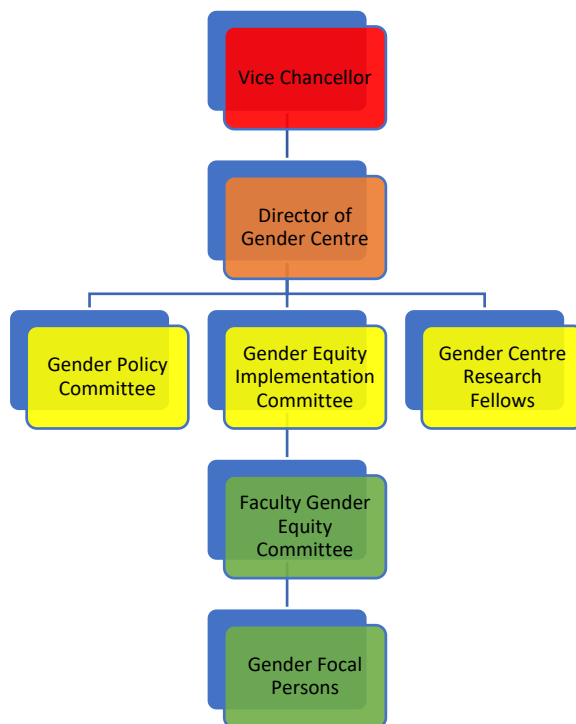 Vice Chancellor
Director of
Gender Centre
Gender Policy
Committee
Gender Equity
Implementation
Committee
Gender Centre
Research
Fellows
Faculty Gender
Equity
Committee
Gender Focal
Persons